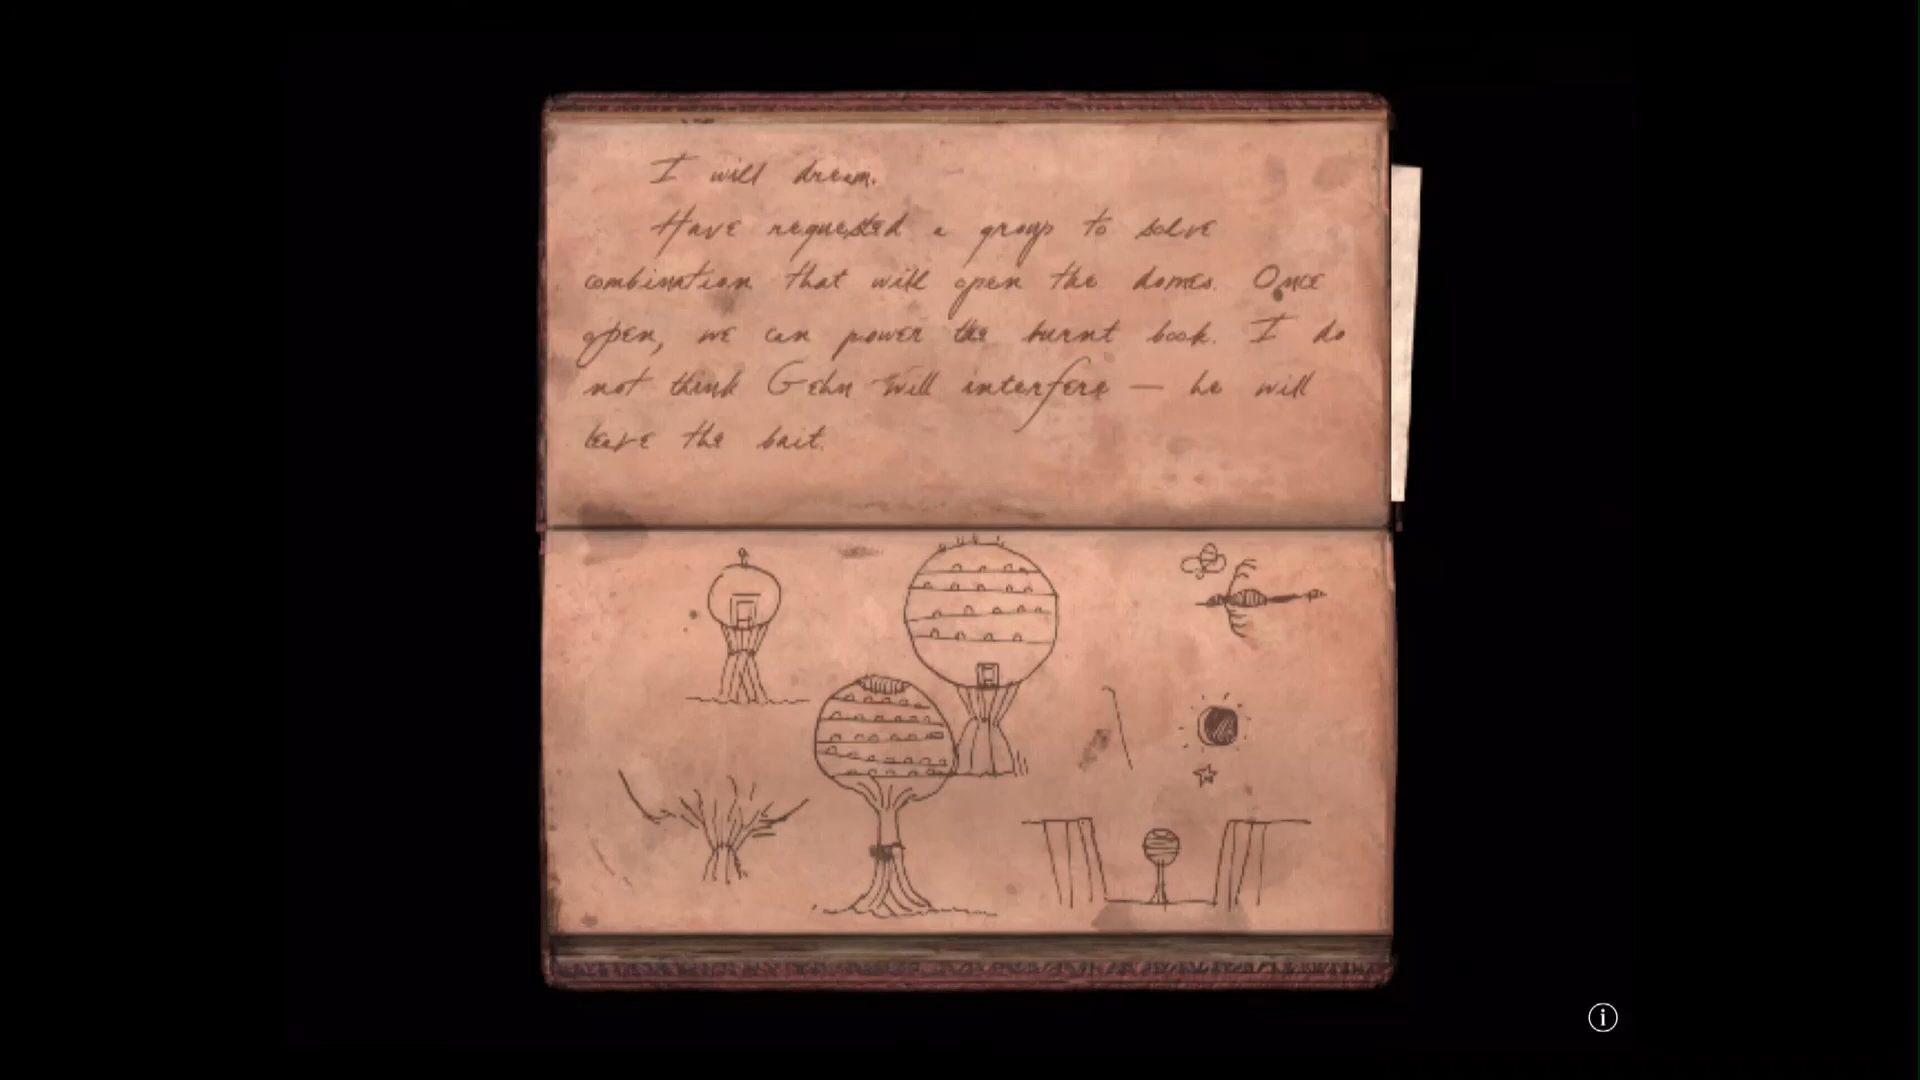 I will dream.
Have requested a group to solve
combination that will open the domes. Once
open, we can power the burnt book. I do
not think Gehn will interfere — he will
leave the bait.